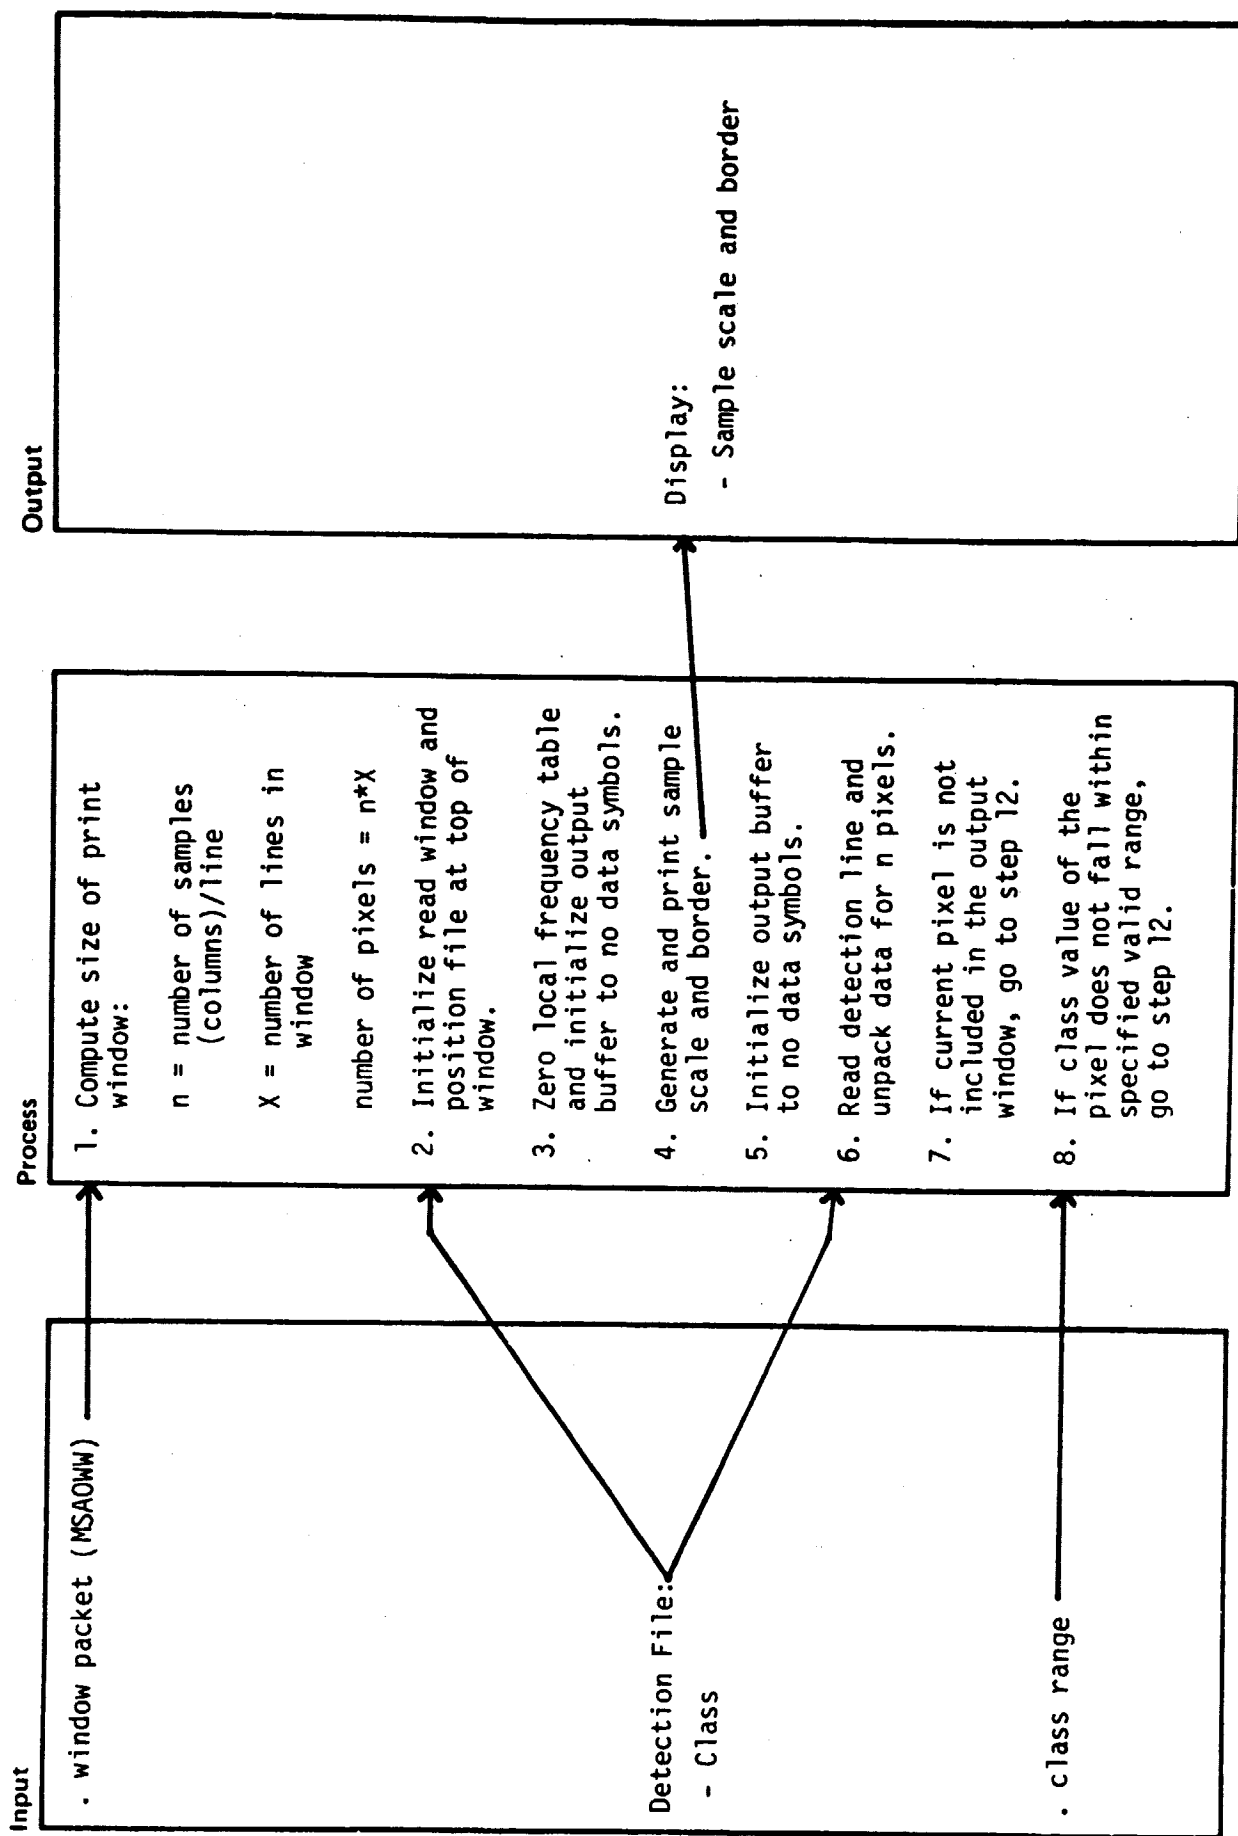 Input
. window packet (MSAOWW)
Detection File:
- Class
. class range
Process
1. Compute size of print
window:
n = number of samples
(columns)/line
X = number of lines in
window
number of pixels = n*X
2. Initialize read window and
position file at top of
window.
3. Zero local frequency table
and initialize output
buffer to no data symbols.
4. Generate and print sample
scale and border.
5. Initialize output buffer
to no data symbols.
6. Read detection line and
unpack data for n pixels.
7. If current pixel is not
included in the output
window, go to step 12.
8. If class value of the
pixel does not fall within
specified valid range,
go to step 12.
Output
Display:
- Sample scale and border